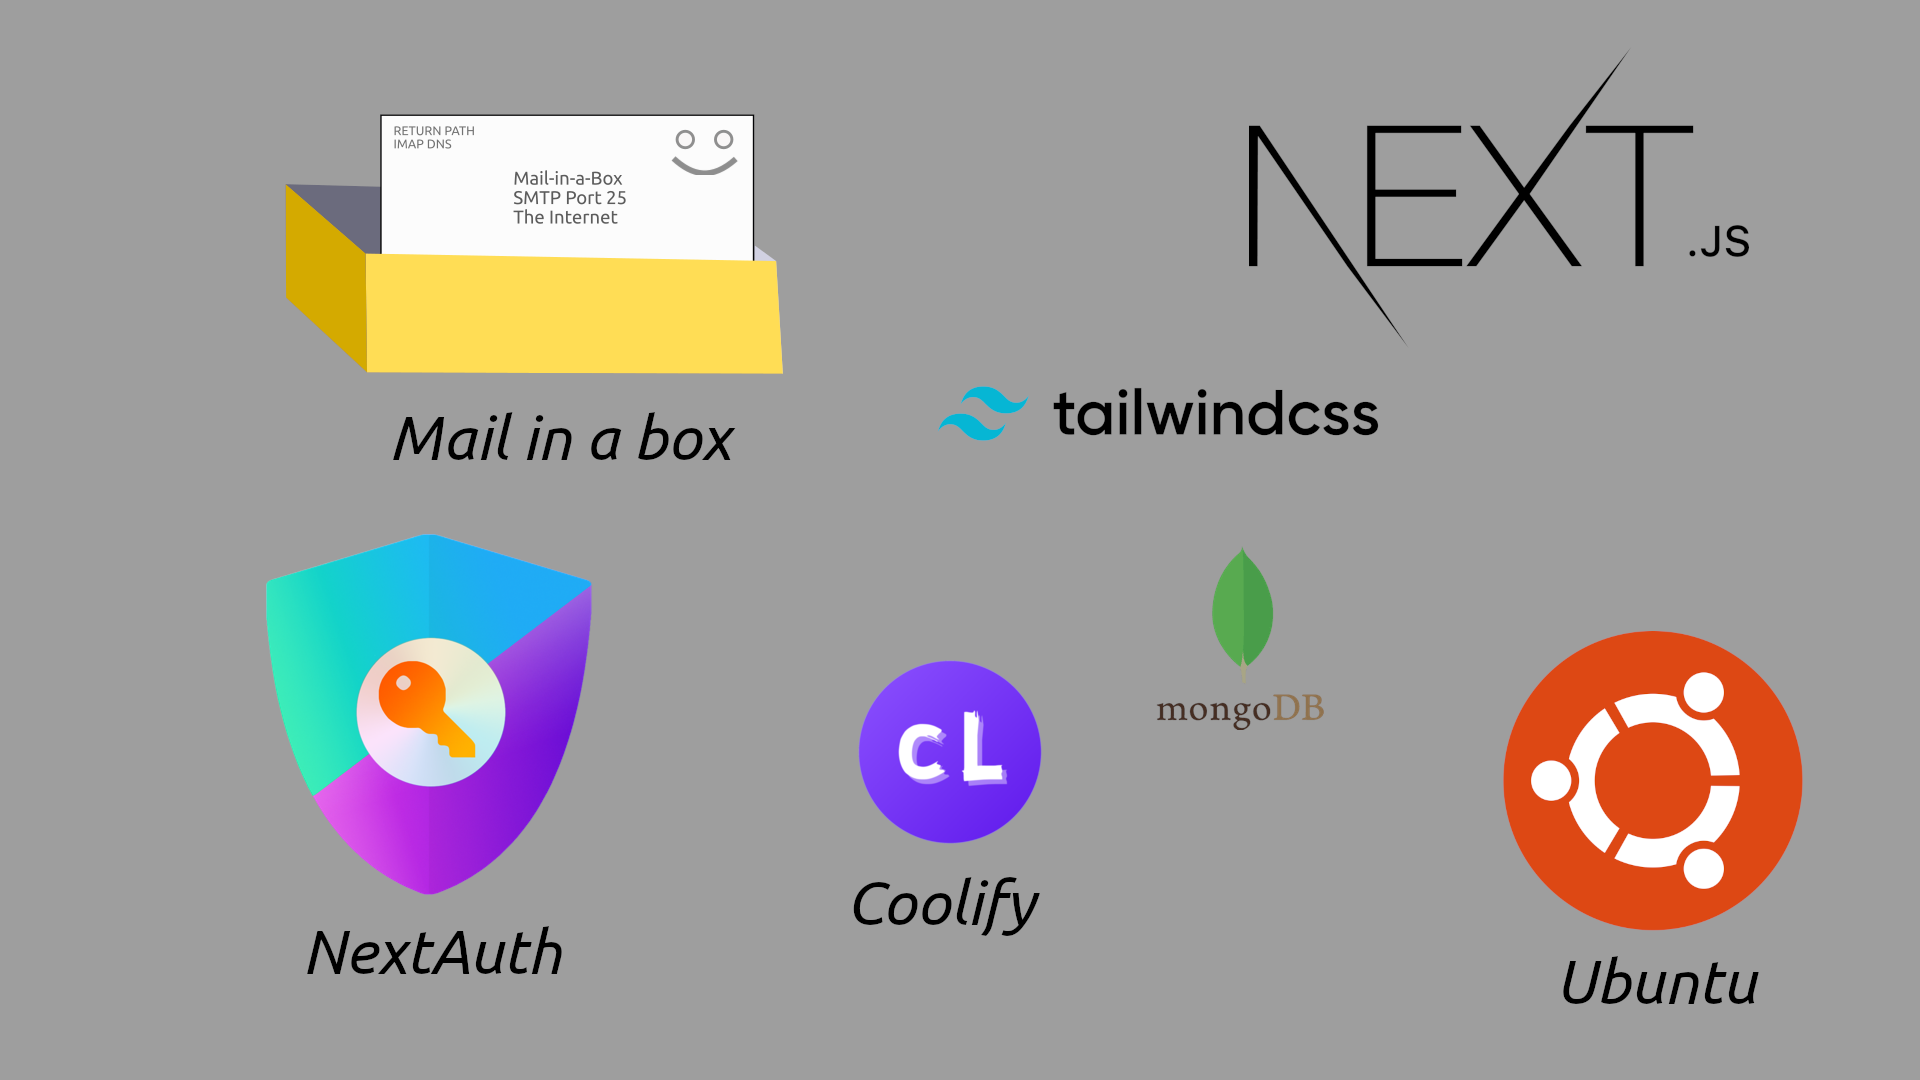 RETURN PATH
IMAP DNS
Mail-in-a-Box
SMTP Port 25
The Internet
Mail in a box
NEXT.JS
tailwindcss
NextAuth
CL
Coolify
mongoDB
Ubuntu